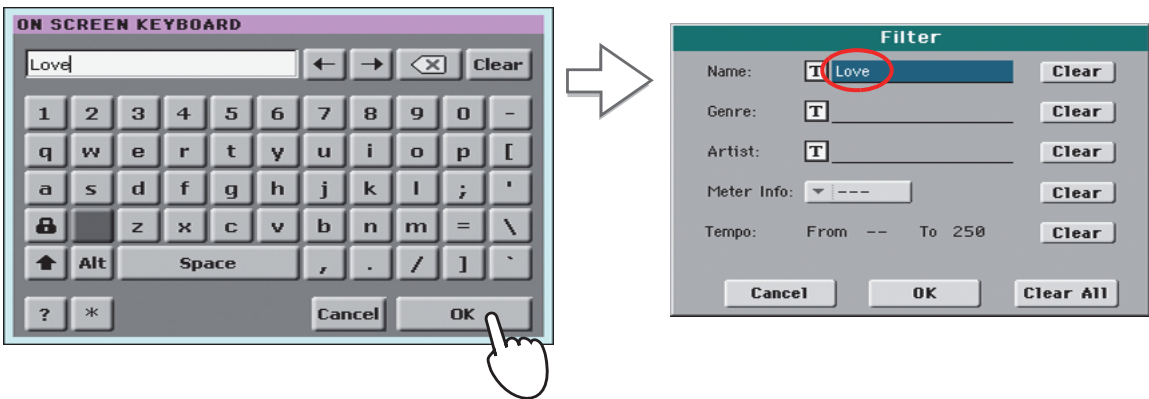 ON SCREEN KEYBOARD
Love
← → ⌫ Clear
1 2 3 4 5 6 7 8 9 0 -
q w e r t y u i o p [
a s d f g h j k l ; '
z x c v b n m = \
Alt Space , . / ] `
? * Cancel OK
Filter
Name: T Love Clear
Genre: T Clear
Artist: T Clear
Meter Info: --- Clear
Tempo: From -- To 250 Clear
Cancel OK Clear All